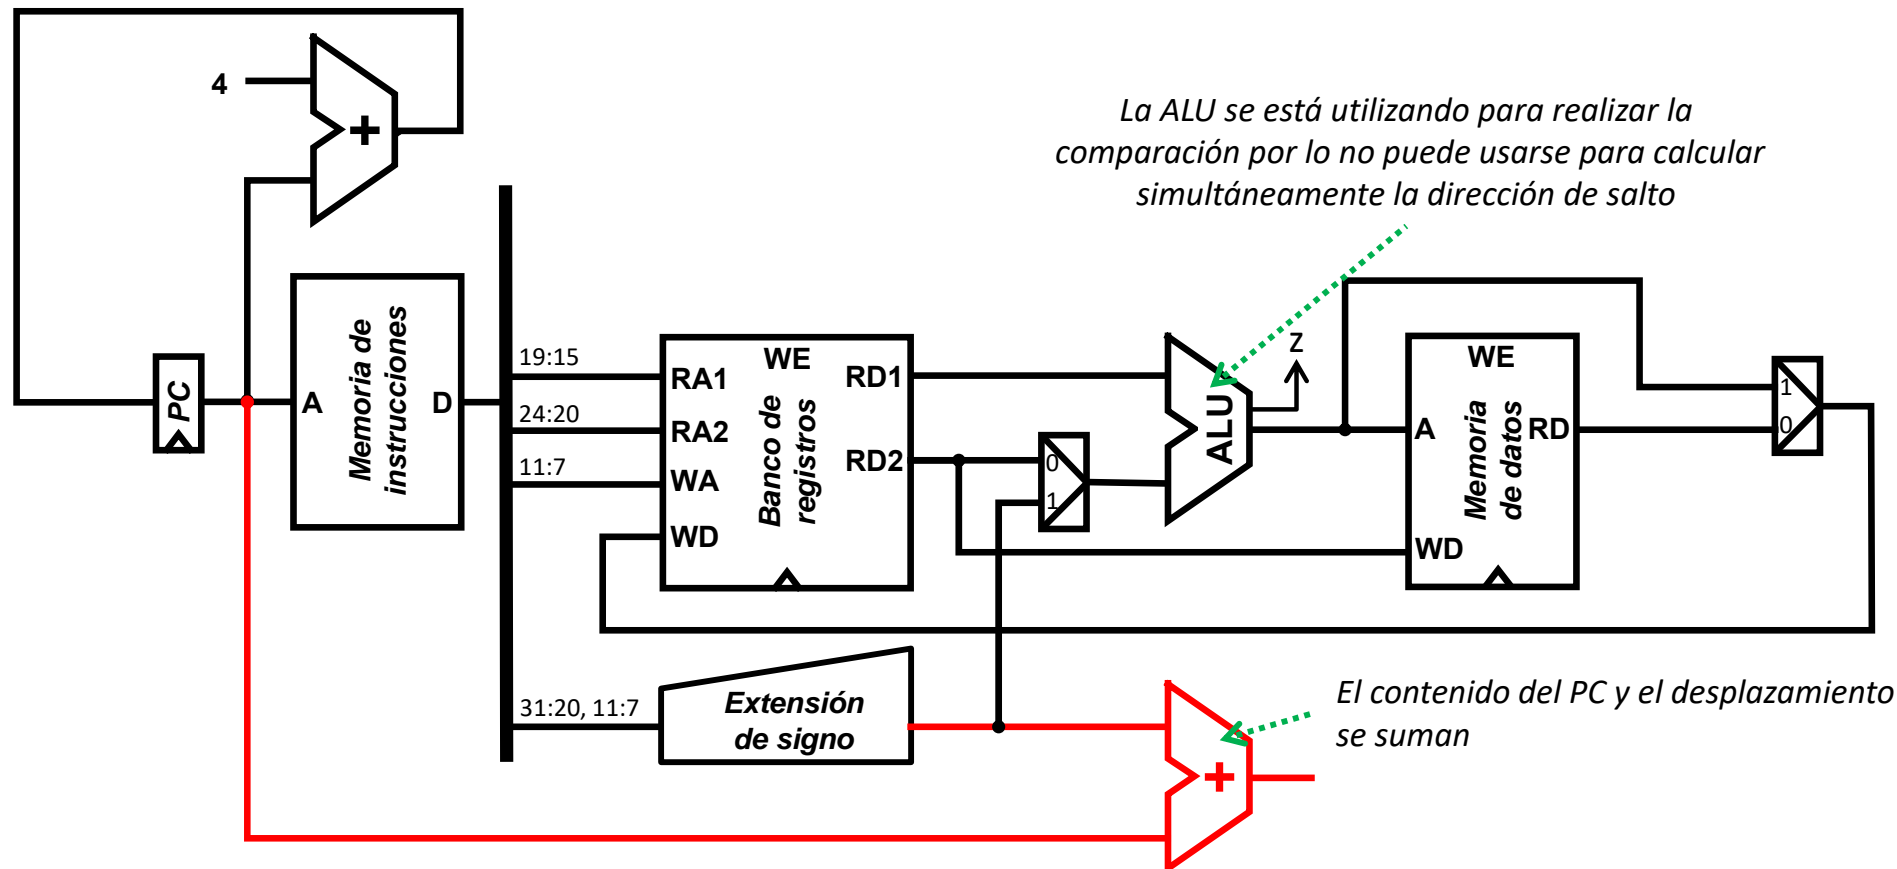 4
+
La ALU se está utilizando para realizar la
comparación por lo no puede usarse para calcular
simultáneamente la dirección de salto
PC
A
Memoria de
instrucciones
D
19:15
24:20
11:7
31:20, 11:7
RA1
RA2
WA
WD
WE
Banco de
registros
RD1
RD2
0
1
ALU
Z
WE
A
Memoria
de datos
RD
WD
1
0
Extensión
de signo
+
El contenido del PC y el desplazamiento
se suman